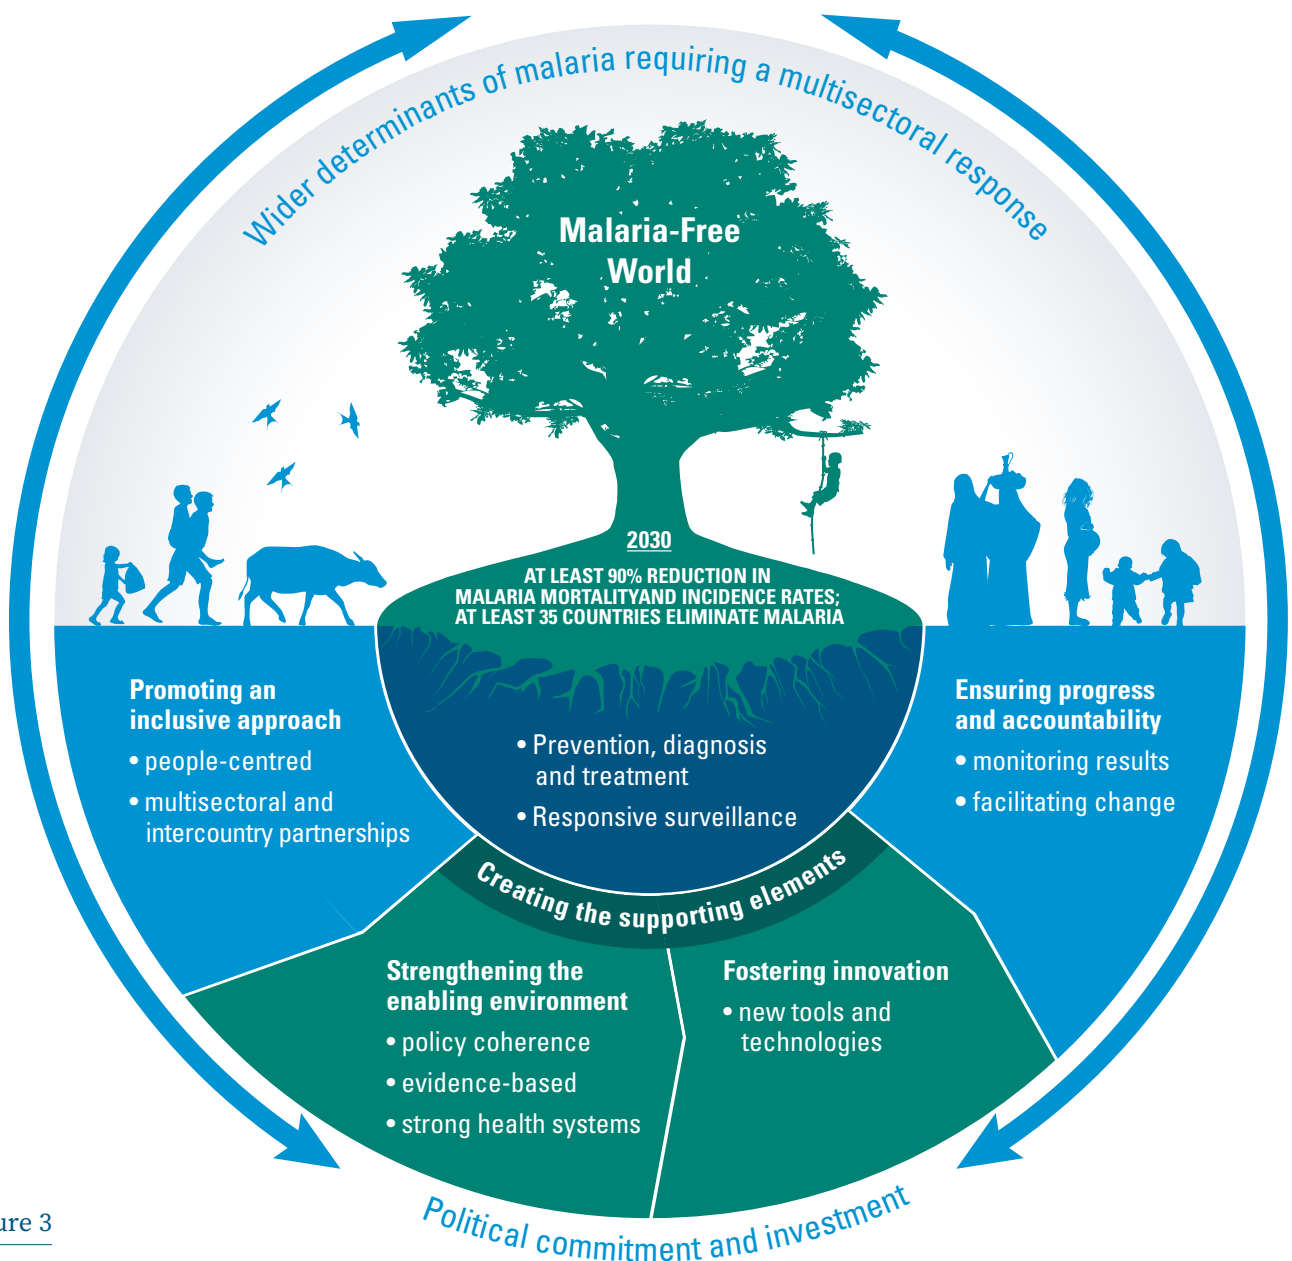 Wider determinants of malaria requiring a multisectoral response
Malaria-Free
World
2030
AT LEAST 90% REDUCTION IN
MALARIA MORTALITYAND INCIDENCE RATES;
AT LEAST 35 COUNTRIES ELIMINATE MALARIA
Promoting an
inclusive approach
• people-centred
• multisectoral and
intercountry partnerships
• Prevention, diagnosis
and treatment
• Responsive surveillance
Ensuring progress
and accountability
• monitoring results
• facilitating change
Creating the supporting elements
Strengthening the
enabling environment
• policy coherence
• evidence-based
• strong health systems
Fostering innovation
• new tools and
technologies
Political commitment and investment
ure 3